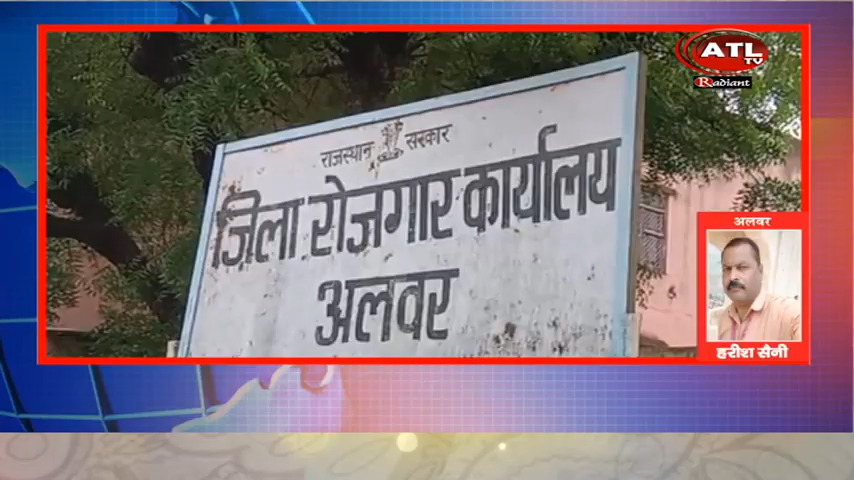 ATL
TV
Radiant
राजस्थान सरकार
जिला रोजगार कार्यालय
अलवर
अलवर
हरीश सैनी